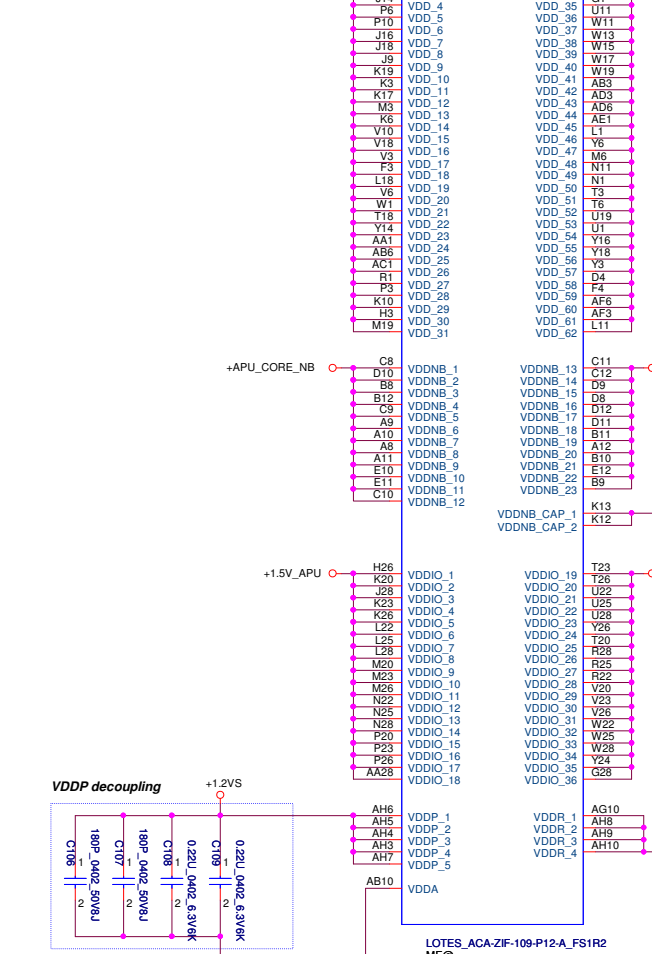 VDD_4 VDD_35
P6 VDD_5 VDD_36 U11
P10 VDD_6 VDD_37 W11
J16 VDD_7 VDD_38 W13
J18 VDD_8 VDD_39 W15
J9 VDD_9 VDD_40 W17
K19 VDD_10 VDD_41 W19
K3 VDD_11 VDD_42 AB3
K17 VDD_12 VDD_43 AD3
M3 VDD_13 VDD_44 AD6
K6 VDD_14 VDD_45 AE1
V10 VDD_15 VDD_46 L1
V18 VDD_16 VDD_47 Y6
V3 VDD_17 VDD_48 M6
F3 VDD_18 VDD_49 N11
L18 VDD_19 VDD_50 N1
V6 VDD_20 VDD_51 T3
W1 VDD_21 VDD_52 T6
T18 VDD_22 VDD_53 U19
Y14 VDD_23 VDD_54 U1
AA1 VDD_24 VDD_55 Y16
AB6 VDD_25 VDD_56 Y18
AC1 VDD_26 VDD_57 Y3
R1 VDD_27 VDD_58 D4
P3 VDD_28 VDD_59 F4
K10 VDD_29 VDD_60 AF6
H3 VDD_30 VDD_61 AF3
M19 VDD_31 VDD_62 L11
+APU_CORE_NB C8 VDDNB_1 VDDNB_13 C11
D10 VDDNB_2 VDDNB_14 C12
B8 VDDNB_3 VDDNB_15 D9
B12 VDDNB_4 VDDNB_16 D8
C9 VDDNB_5 VDDNB_17 D12
A9 VDDNB_6 VDDNB_18 D11
A10 VDDNB_7 VDDNB_19 B11
A8 VDDNB_8 VDDNB_20 A12
A11 VDDNB_9 VDDNB_21 B10
E10 VDDNB_10 VDDNB_22 E12
E11 VDDNB_11 VDDNB_23 B9
C10 VDDNB_12
VDDNB_CAP_1 K13
VDDNB_CAP_2 K12
+1.5V_APU H26 VDDIO_1 VDDIO_19 T23
K20 VDDIO_2 VDDIO_20 T26
J28 VDDIO_3 VDDIO_21 U22
K23 VDDIO_4 VDDIO_22 U25
K26 VDDIO_5 VDDIO_23 U28
L22 VDDIO_6 VDDIO_24 Y26
L25 VDDIO_7 VDDIO_25 T20
L28 VDDIO_8 VDDIO_26 R28
M20 VDDIO_9 VDDIO_27 R25
M23 VDDIO_10 VDDIO_28 R22
M26 VDDIO_11 VDDIO_29 V20
N22 VDDIO_12 VDDIO_30 V23
N25 VDDIO_13 VDDIO_31 V26
N28 VDDIO_14 VDDIO_32 W22
P20 VDDIO_15 VDDIO_33 W25
P23 VDDIO_16 VDDIO_34 W28
P26 VDDIO_17 VDDIO_35 Y24
AA28 VDDIO_18 VDDIO_36 G28
VDDP decoupling
+1.2VS
AH6 VDDP_1 VDDR_1 AG10
AH5 VDDP_2 VDDR_2 AH8
AH4 VDDP_3 VDDR_3 AH9
AH3 VDDP_4 VDDR_4 AH10
AH7 VDDP_5
C106 180P_0402_50V8J
C107 180P_0402_50V8J
C108 0.22U_0402_6.3V6K
C109 0.22U_0402_6.3V6K
1 1 1 1
2 2 2 2
AB10 VDDA
LOTES_ACA-ZIF-109-P12-A_FS1R2